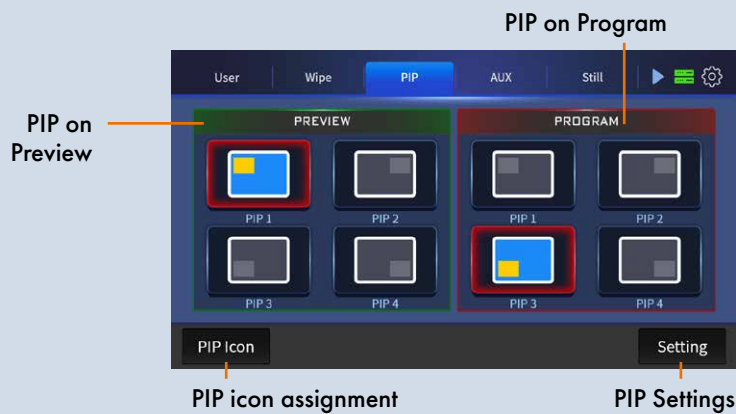 PIP on Program
User Wipe PIP AUX Still
PIP on
Preview
PREVIEW PROGRAM
PIP 1 PIP 2 PIP 1 PIP 2
PIP 3 PIP 4 PIP 3 PIP 4
PIP Icon Setting
PIP icon assignment PIP Settings